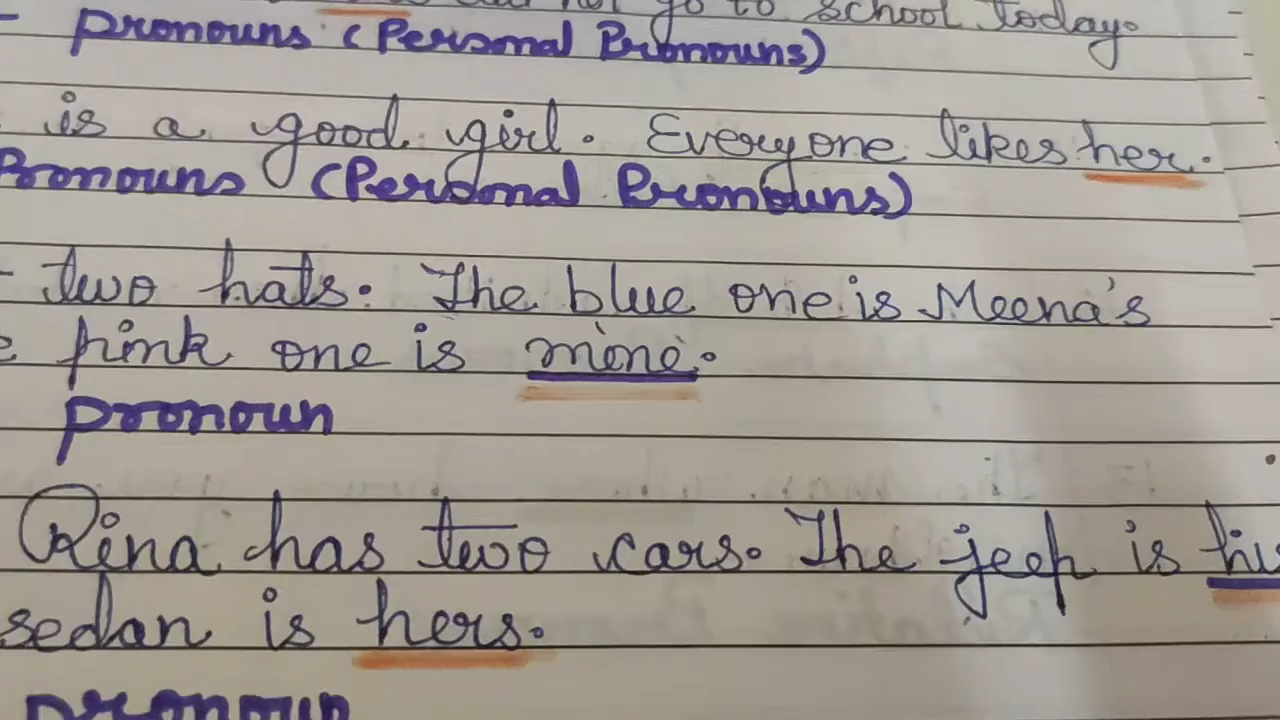 not go to school today.
- Pronouns (Personal Pronouns)
is a good girl. Everyone likes her.
Pronouns (Personal Pronouns)
- two hats. The blue one is Meena's
pink one is mine.
pronoun
Rina has two cars. The jeep is
sedan is hers.
pronoun